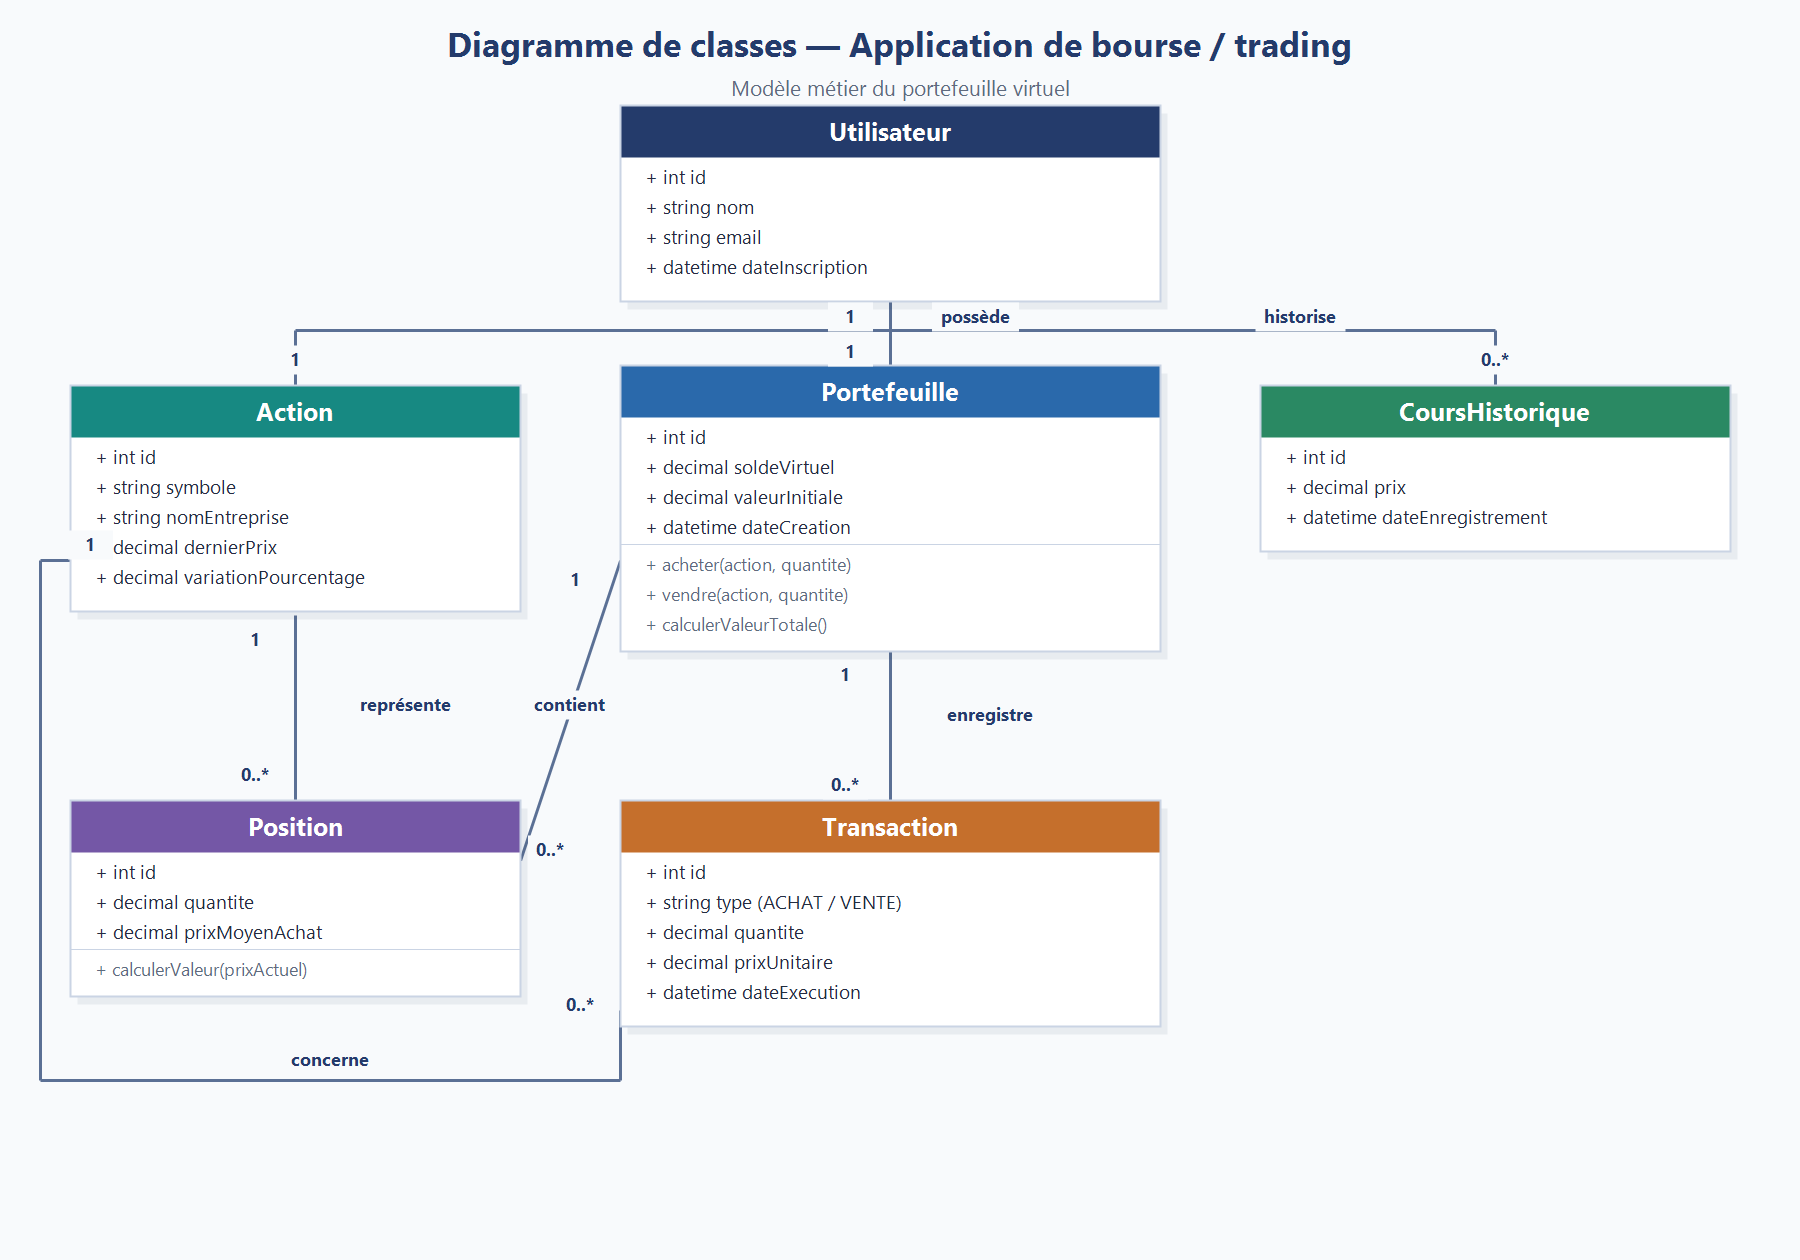 Diagramme de classes — Application de bourse / trading
Modèle métier du portefeuille virtuel
Utilisateur
+ int id
+ string nom
+ string email
+ datetime dateInscription
1
possède
historise
1
1
0..*
Action
+ int id
+ string symbole
+ string nomEntreprise
1 decimal dernierPrix
+ decimal variationPourcentage
Portefeuille
+ int id
+ decimal soldeVirtuel
+ decimal valeurInitiale
+ datetime dateCreation
+ acheter(action, quantite)
+ vendre(action, quantite)
+ calculerValeurTotale()
CoursHistorique
+ int id
+ decimal prix
+ datetime dateEnregistrement
1
1
1
représente
contient
enregistre
0..*
0..*
0..*
Position
+ int id
+ decimal quantite
+ decimal prixMoyenAchat
+ calculerValeur(prixActuel)
Transaction
+ int id
+ string type (ACHAT / VENTE)
+ decimal quantite
+ decimal prixUnitaire
+ datetime dateExecution
0..*
concerne